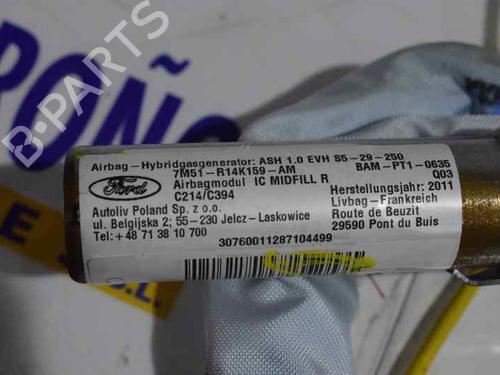 ROÑO
B-PARTS
Airbag-Hybridgasgenerator: ASH 1.0 EVH S5-29-250
7M51-R14K159-AM BAM-PT1-0635
Airbagmodul IC MIDFILL R Q03
Ford
C214/C394 Herstellungsjahr: 2011
Autoliv Poland Sp. z o.o. Livbag-Frankreich
ul. Belgijska 2; 55-230 Jelcz-Laskowice Route de Beuzit
Tel:+48 71 38 10 700 29590 Pont du Buis
30760011287104499
S.L.